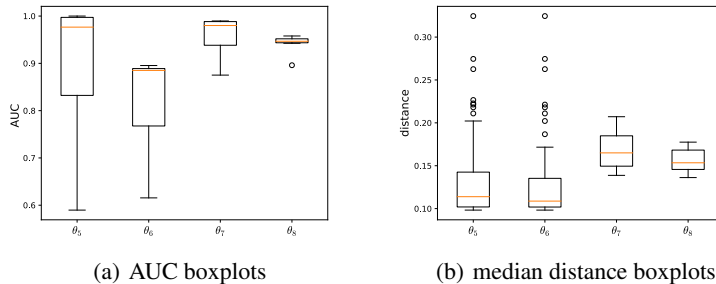 1.0
0.9
0.8
0.7
0.6
AUC
θ5 θ6 θ7 θ8
(a) AUC boxplots
0.30
0.25
0.20
0.15
0.10
distance
θ5 θ6 θ7 θ8
(b) median distance boxplots